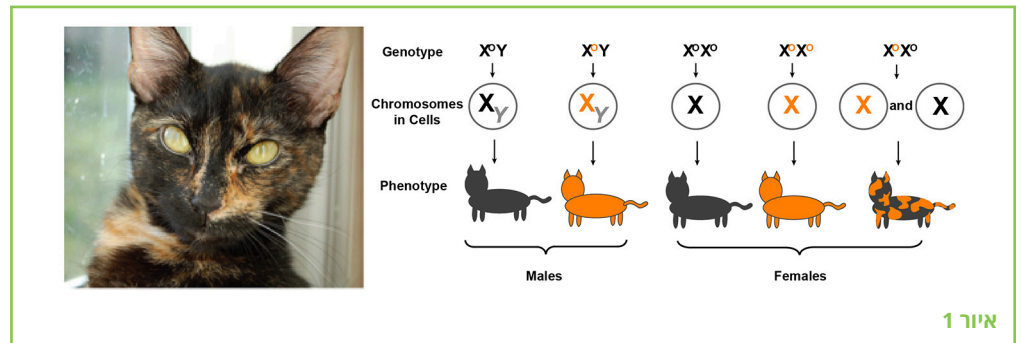 Genotype XᴼY XᴼY XᴼXᴼ XᴼXᴼ XᴼXᴼ
Chromosomes
in Cells
X Y X Y X X X and X
Phenotype
Males Females
איור 1